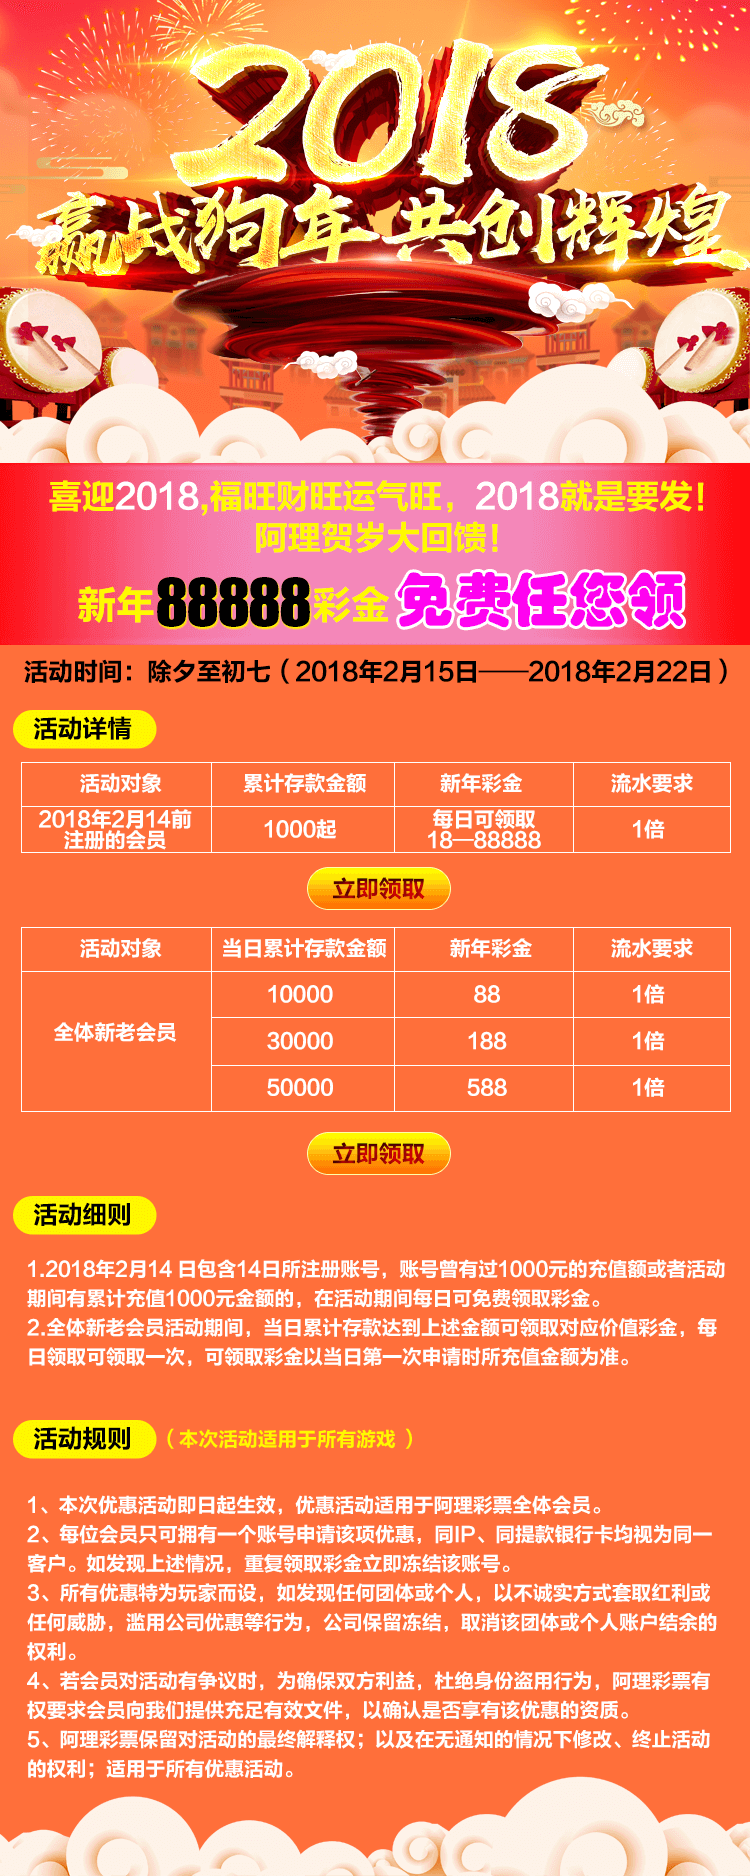 2018
赢战狗年 共创辉煌
喜迎2018,福旺财旺运气旺，2018就是要发！
阿理贺岁大回馈！
新年88888彩金 免费任您领
活动时间：除夕至初七（2018年2月15日——2018年2月22日）
活动详情
活动对象 累计存款金额 新年彩金 流水要求
2018年2月14前
注册的会员 1000起 每日可领取
18—88888 1倍
立即领取
活动对象 当日累计存款金额 新年彩金 流水要求
全体新老会员
10000 88 1倍
30000 188 1倍
50000 588 1倍
立即领取
活动细则
1.2018年2月14 日包含14日所注册账号，账号曾有过1000元的充值额或者活动
期间有累计充值1000元金额的，在活动期间每日可免费领取彩金。
2.全体新老会员活动期间，当日累计存款达到上述金额可领取对应价值彩金，每
日领取可领取一次，可领取彩金以当日第一次申请时所充值金额为准。
活动规则 （本次活动适用于所有游戏 ）
1、本次优惠活动即日起生效，优惠活动适用于阿理彩票全体会员。
2、每位会员只可拥有一个账号申请该项优惠，同IP、同提款银行卡均视为同一
客户。如发现上述情况，重复领取彩金立即冻结该账号。
3、所有优惠特为玩家而设，如发现任何团体或个人，以不诚实方式套取红利或
任何威胁，滥用公司优惠等行为，公司保留冻结，取消该团体或个人账户结余的
权利。
4、若会员对活动有争议时，为确保双方利益，杜绝身份盗用行为，阿理彩票有
权要求会员向我们提供充足有效文件，以确认是否享有该优惠的资质。
5、阿理彩票保留对活动的最终解释权；以及在无通知的情况下修改、终止活动
的权利；适用于所有优惠活动。